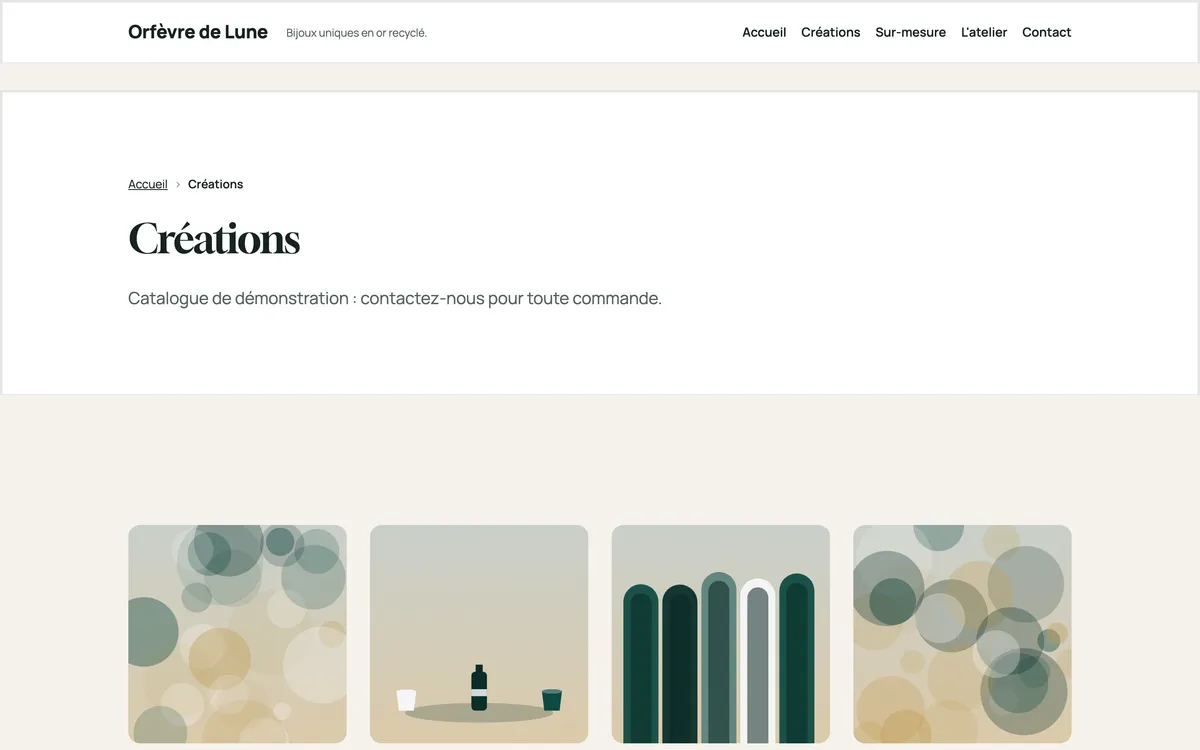 Orfèvre de Lune
Bijoux uniques en or recyclé.
Accueil Créations Sur-mesure L'atelier Contact
Accueil › Créations
Créations
Catalogue de démonstration : contactez-nous pour toute commande.